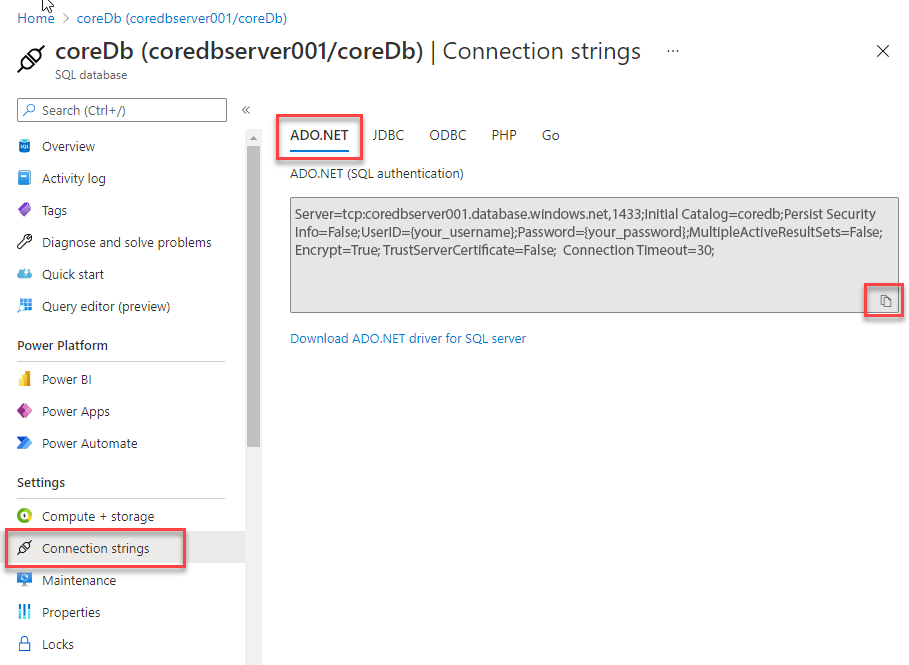 Home > coreDb (coredbserver001/coreDb)
coreDb (coredbserver001/coreDb) | Connection strings ...
SQL database
Search (Ctrl+/) «
Overview
Activity log
Tags
Diagnose and solve problems
Quick start
Query editor (preview)
Power Platform
Power BI
Power Apps
Power Automate
Settings
Compute + storage
Connection strings
Maintenance
Properties
Locks
ADO.NET JDBC ODBC PHP Go
ADO.NET (SQL authentication)
Server=tcp:coredbserver001.database.windows.net,1433;Initial Catalog=coredb;Persist Security
Info=False;UserID={your_username};Password={your_password};MultipleActiveResultSets=False;
Encrypt=True; TrustServerCertificate=False;  Connection Timeout=30;
Download ADO.NET driver for SQL server